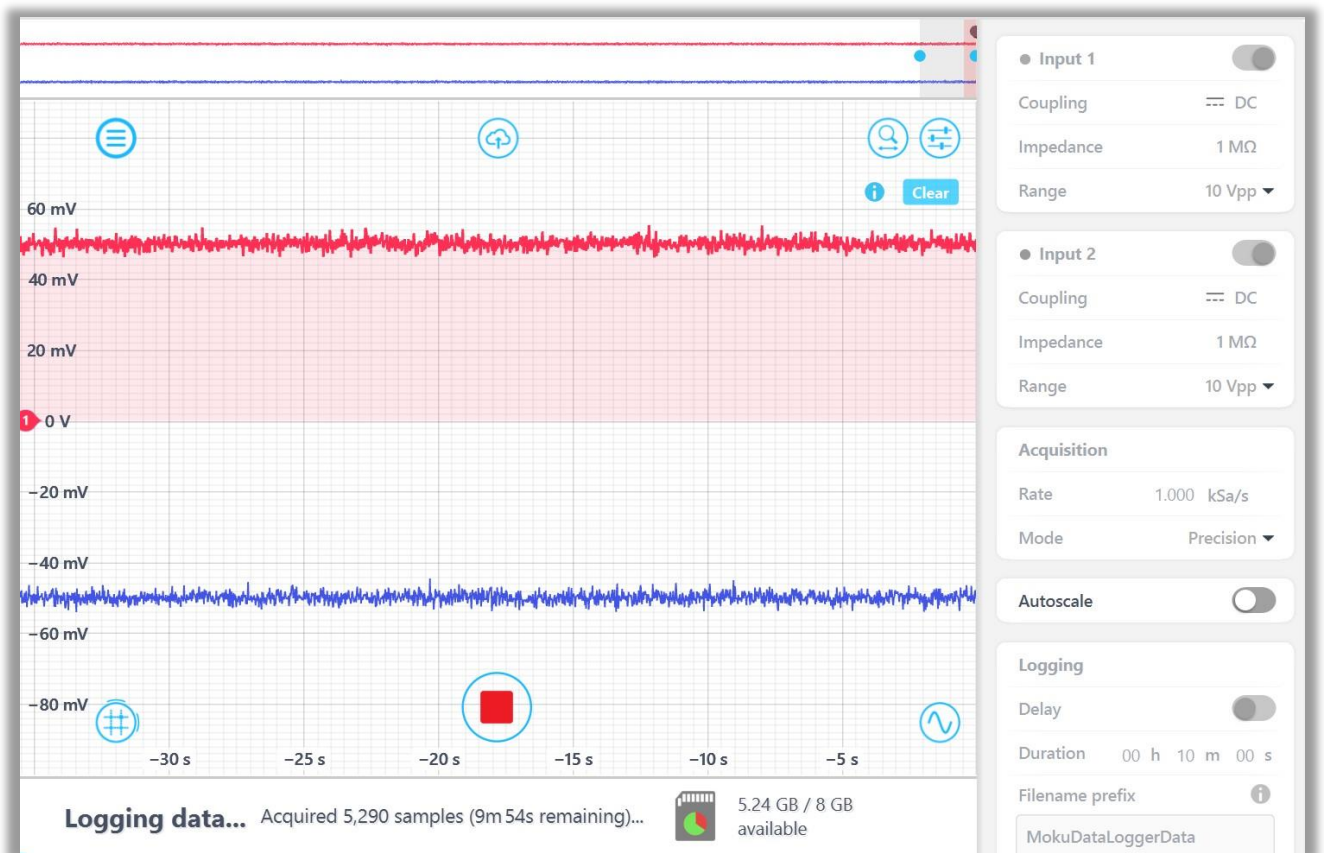 Clear
60 mV
40 mV
20 mV
1 0 V
−20 mV
−40 mV
−60 mV
−80 mV
−30 s −25 s −20 s −15 s −10 s −5 s
Logging data... Acquired 5,290 samples (9m 54s remaining)...
5.24 GB / 8 GB
available
Input 1
Coupling DC
Impedance 1 MΩ
Range 10 Vpp
Input 2
Coupling DC
Impedance 1 MΩ
Range 10 Vpp
Acquisition
Rate 1.000 kSa/s
Mode Precision
Autoscale
Logging
Delay
Duration 00 h 10 m 00 s
Filename prefix i
MokuDataLoggerData